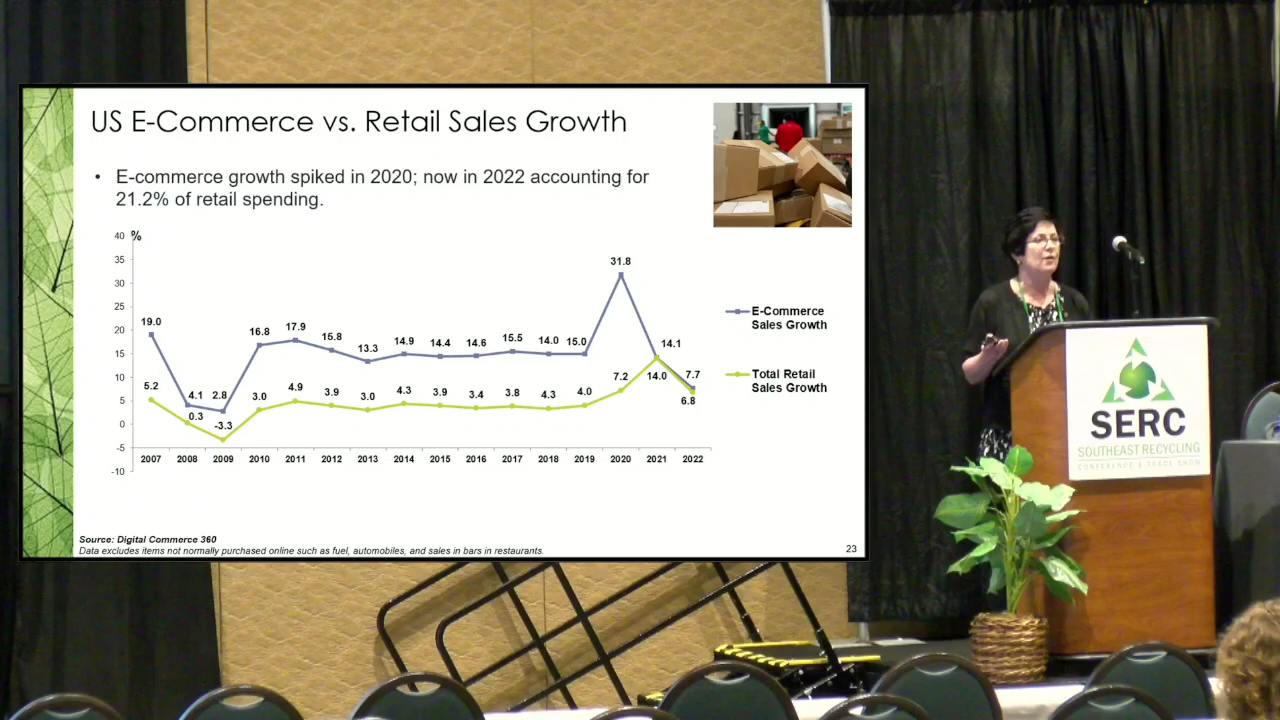 US E-Commerce vs. Retail Sales Growth
• E-commerce growth spiked in 2020; now in 2022 accounting for
21.2% of retail spending.
40 %
35
30
25
20
15
10
5
0
-5
-10
31.8
19.0
16.8 17.9 15.8 13.3 14.9 14.4 14.6 15.5 14.0 15.0 14.1
4.1 2.8
14.0 7.7
5.2 0.3 -3.3 3.0 4.9 3.9 3.0 4.3 3.9 3.4 3.8 4.3 4.0 7.2 6.8
2007 2008 2009 2010 2011 2012 2013 2014 2015 2016 2017 2018 2019 2020 2021 2022
E-Commerce
Sales Growth
Total Retail
Sales Growth
Source: Digital Commerce 360
Data excludes items not normally purchased online such as fuel, automobiles, and sales in bars in restaurants.
23
SERC
SOUTHEAST RECYCLING
CONFERENCE & TRADE SHOW